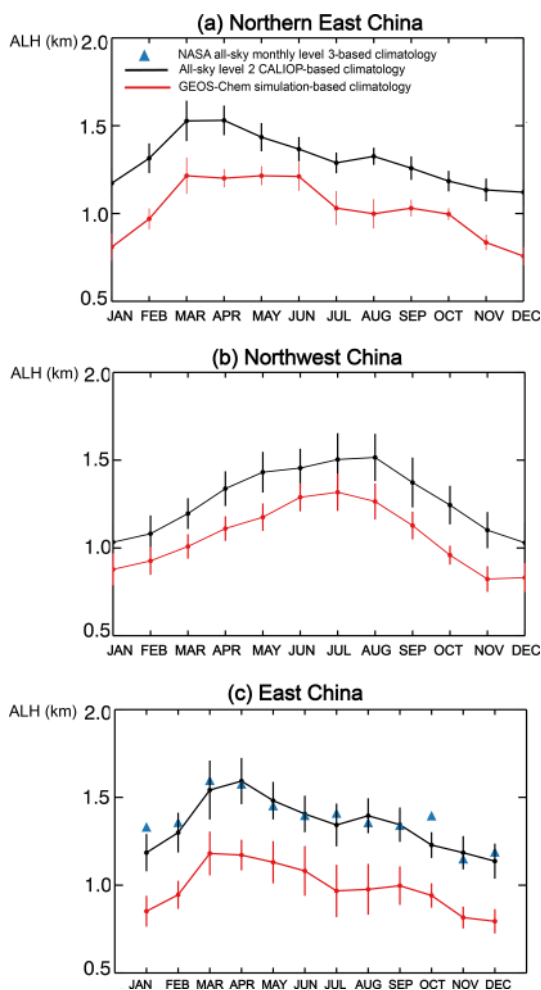 (a) Northern East China
ALH (km)
2.0
NASA all-sky monthly level 3-based climatology
All-sky level 2 CALIOP-based climatology
GEOS-Chem simulation-based climatology
1.5
1.0
0.5
JAN FEB MAR APR MAY JUN JUL AUG SEP OCT NOV DEC
(b) Northwest China
ALH (km)
2.0
1.5
1.0
0.5
JAN FEB MAR APR MAY JUN JUL AUG SEP OCT NOV DEC
(c) East China
ALH (km)
2.0
1.5
1.0
0.5
JAN FEB MAR APR MAY JUN JUL AUG SEP OCT NOV DEC